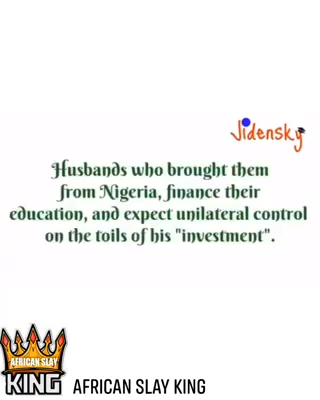 Jidensky
Husbands who brought them
from Nigeria, finance their
education, and expect unilateral control
on the toils of his "investment".
AFRICAN SLAY
KING
AFRICAN SLAY KING